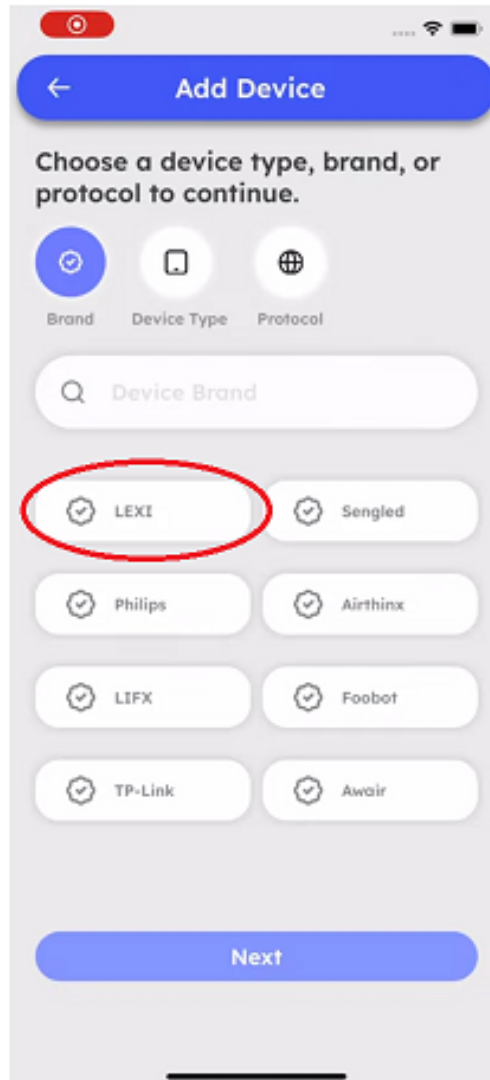 Add Device
Choose a device type, brand, or
protocol to continue.
Brand Device Type Protocol
Device Brand
LEXI Sengled
Philips Airthinx
LIFX Foobot
TP-Link Awair
Next